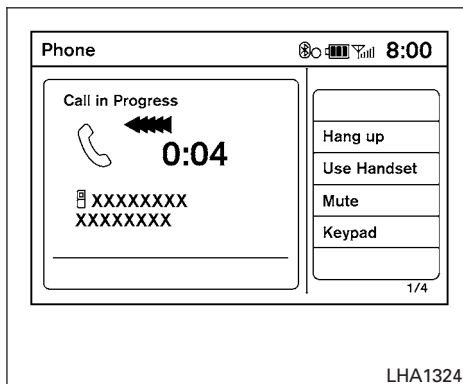 Phone 8:00
Call in Progress
0:04
XXXXXXXX
XXXXXXXX
Hang up
Use Handset
Mute
Keypad
1/4
LHA1324